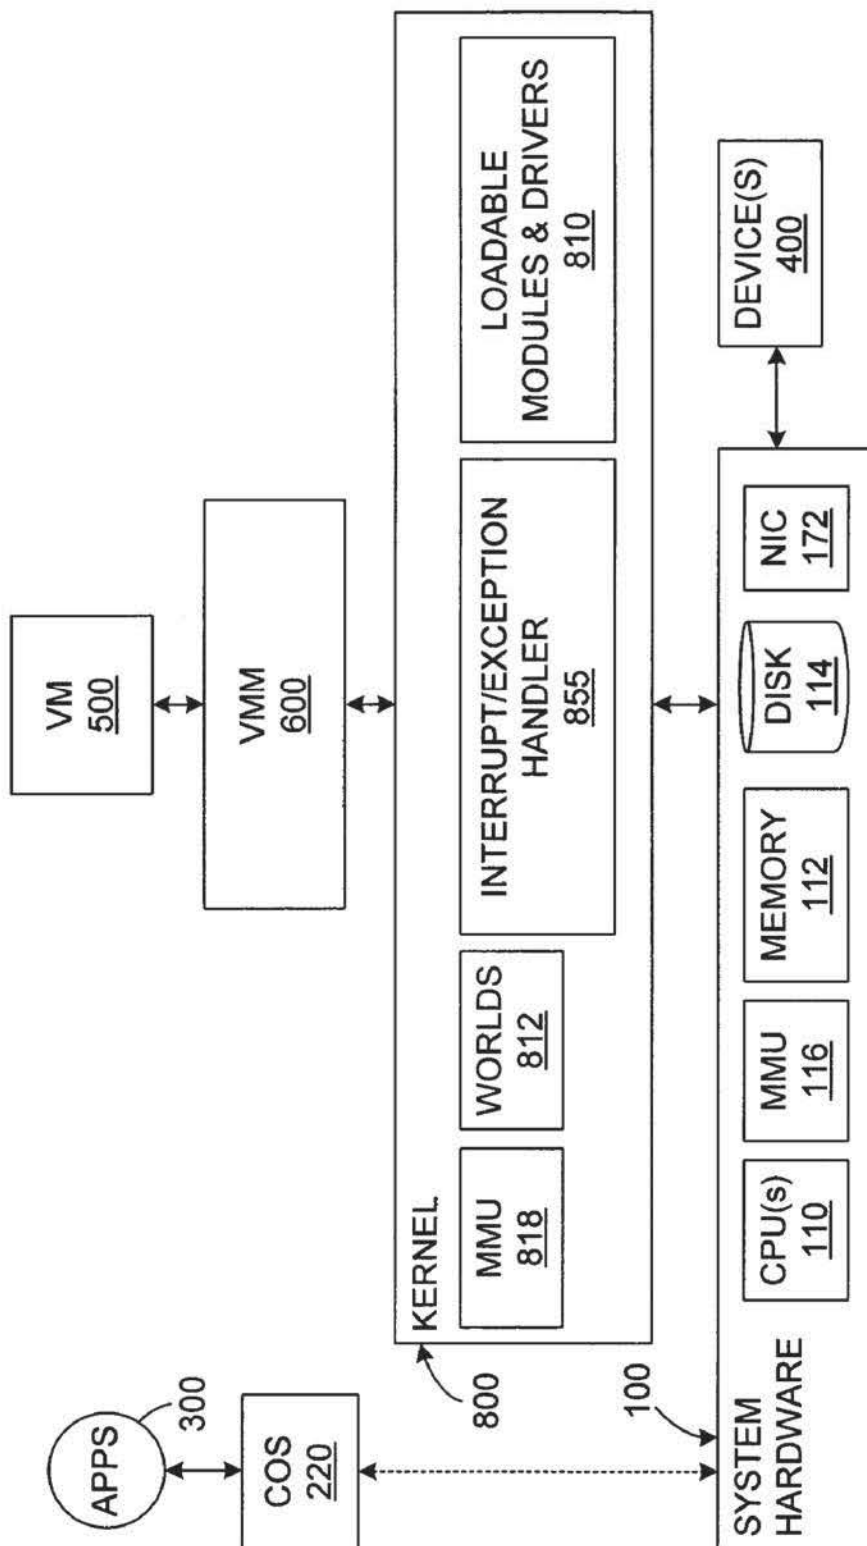 APPS
300
COS
220
VM
500
VMM
600
KERNEL
800
MMU
818
WORLDS
812
INTERRUPT/EXCEPTION
HANDLER
855
LOADABLE
MODULES & DRIVERS
810
100
SYSTEM
HARDWARE
CPU(s)
110
MMU
116
MEMORY
112
DISK
114
NIC
172
DEVICE(S)
400